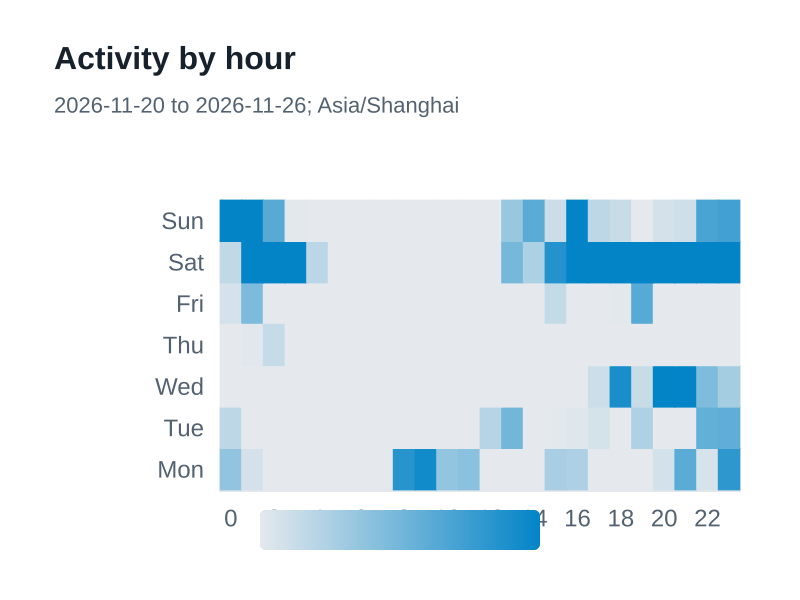 Activity by hour
2026-11-20 to 2026-11-26; Asia/Shanghai
Sun
Sat
Fri
Thu
Wed
Tue
Mon
0 16 18 20 22